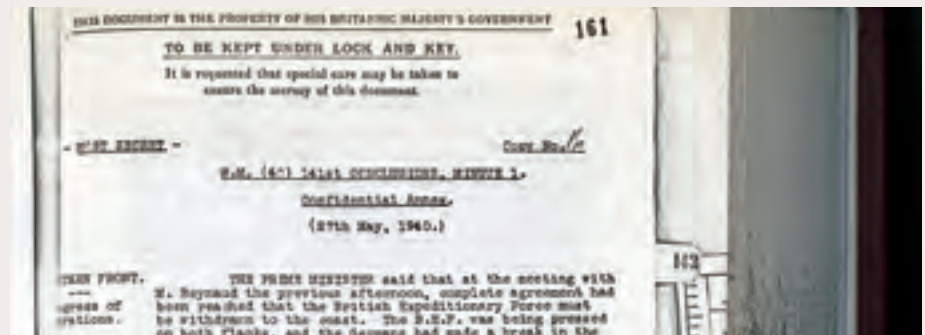 THIS DOCUMENT IS THE PROPERTY OF HIS BRITANNIC MAJESTY'S GOVERNMENT
161
TO BE KEPT UNDER LOCK AND KEY.
It is requested that special care may be taken to
ensure the secrecy of this document.
- MOST SECRET -
Copy No.
W.M. (40) 141st CONCLUSIONS, MINUTE 1.
Confidential Annex.
(27th May, 1940.)
FRONT.
THE PRIME MINISTER said that at the meeting with
M. Reynaud the previous afternoon, complete agreement had
been reached that the British Expeditionary Force must
be withdrawn to the coast. The B.E.F. was being pressed
on both flanks, and the Germans had made a break in the
of